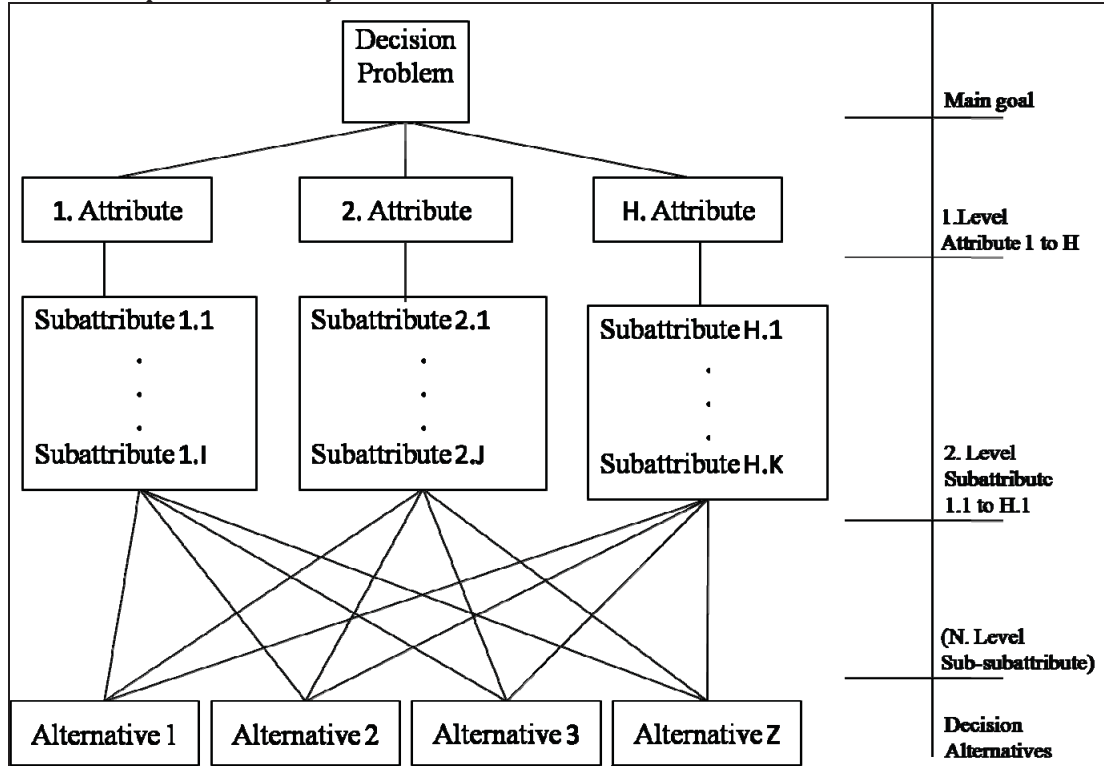 Decision
Problem
Main goal
1. Attribute
2. Attribute
H. Attribute
1.Level
Attribute 1 to H
Subattribute 1.1
.
.
.
Subattribute 1.I
Subattribute 2.1
.
.
.
Subattribute 2.J
Subattribute H.1
.
.
.
Subattribute H.K
2. Level
Subattribute
1.1 to H.1
(N. Level
Sub-subattribute)
Alternative 1
Alternative 2
Alternative 3
Alternative Z
Decision
Alternatives